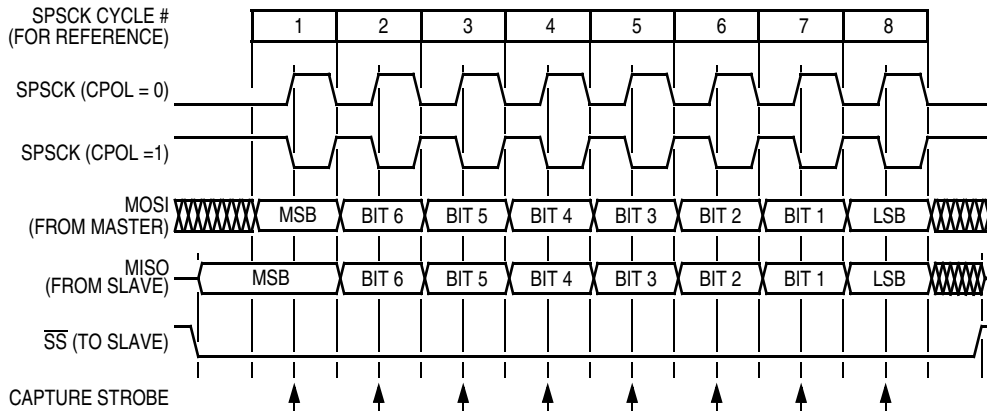 SPSCK CYCLE #
(FOR REFERENCE)
1 2 3 4 5 6 7 8
SPSCK (CPOL = 0)
SPSCK (CPOL =1)
MOSI
(FROM MASTER)
MSB BIT 6 BIT 5 BIT 4 BIT 3 BIT 2 BIT 1 LSB
MISO
(FROM SLAVE)
MSB BIT 6 BIT 5 BIT 4 BIT 3 BIT 2 BIT 1 LSB
S̅S̅ (TO SLAVE)
CAPTURE STROBE